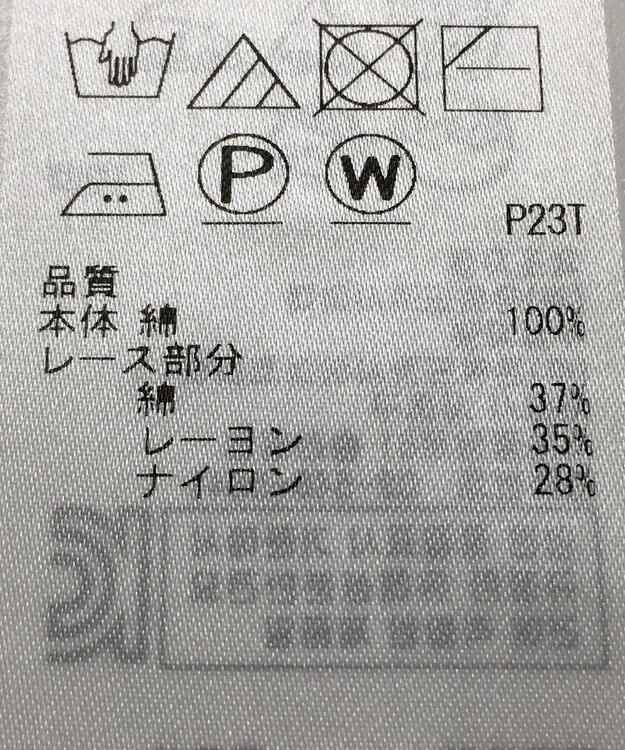 P W
P23T
品質
本体 綿 100%
レース部分
綿 37%
レーヨン 35%
ナイロン 28%